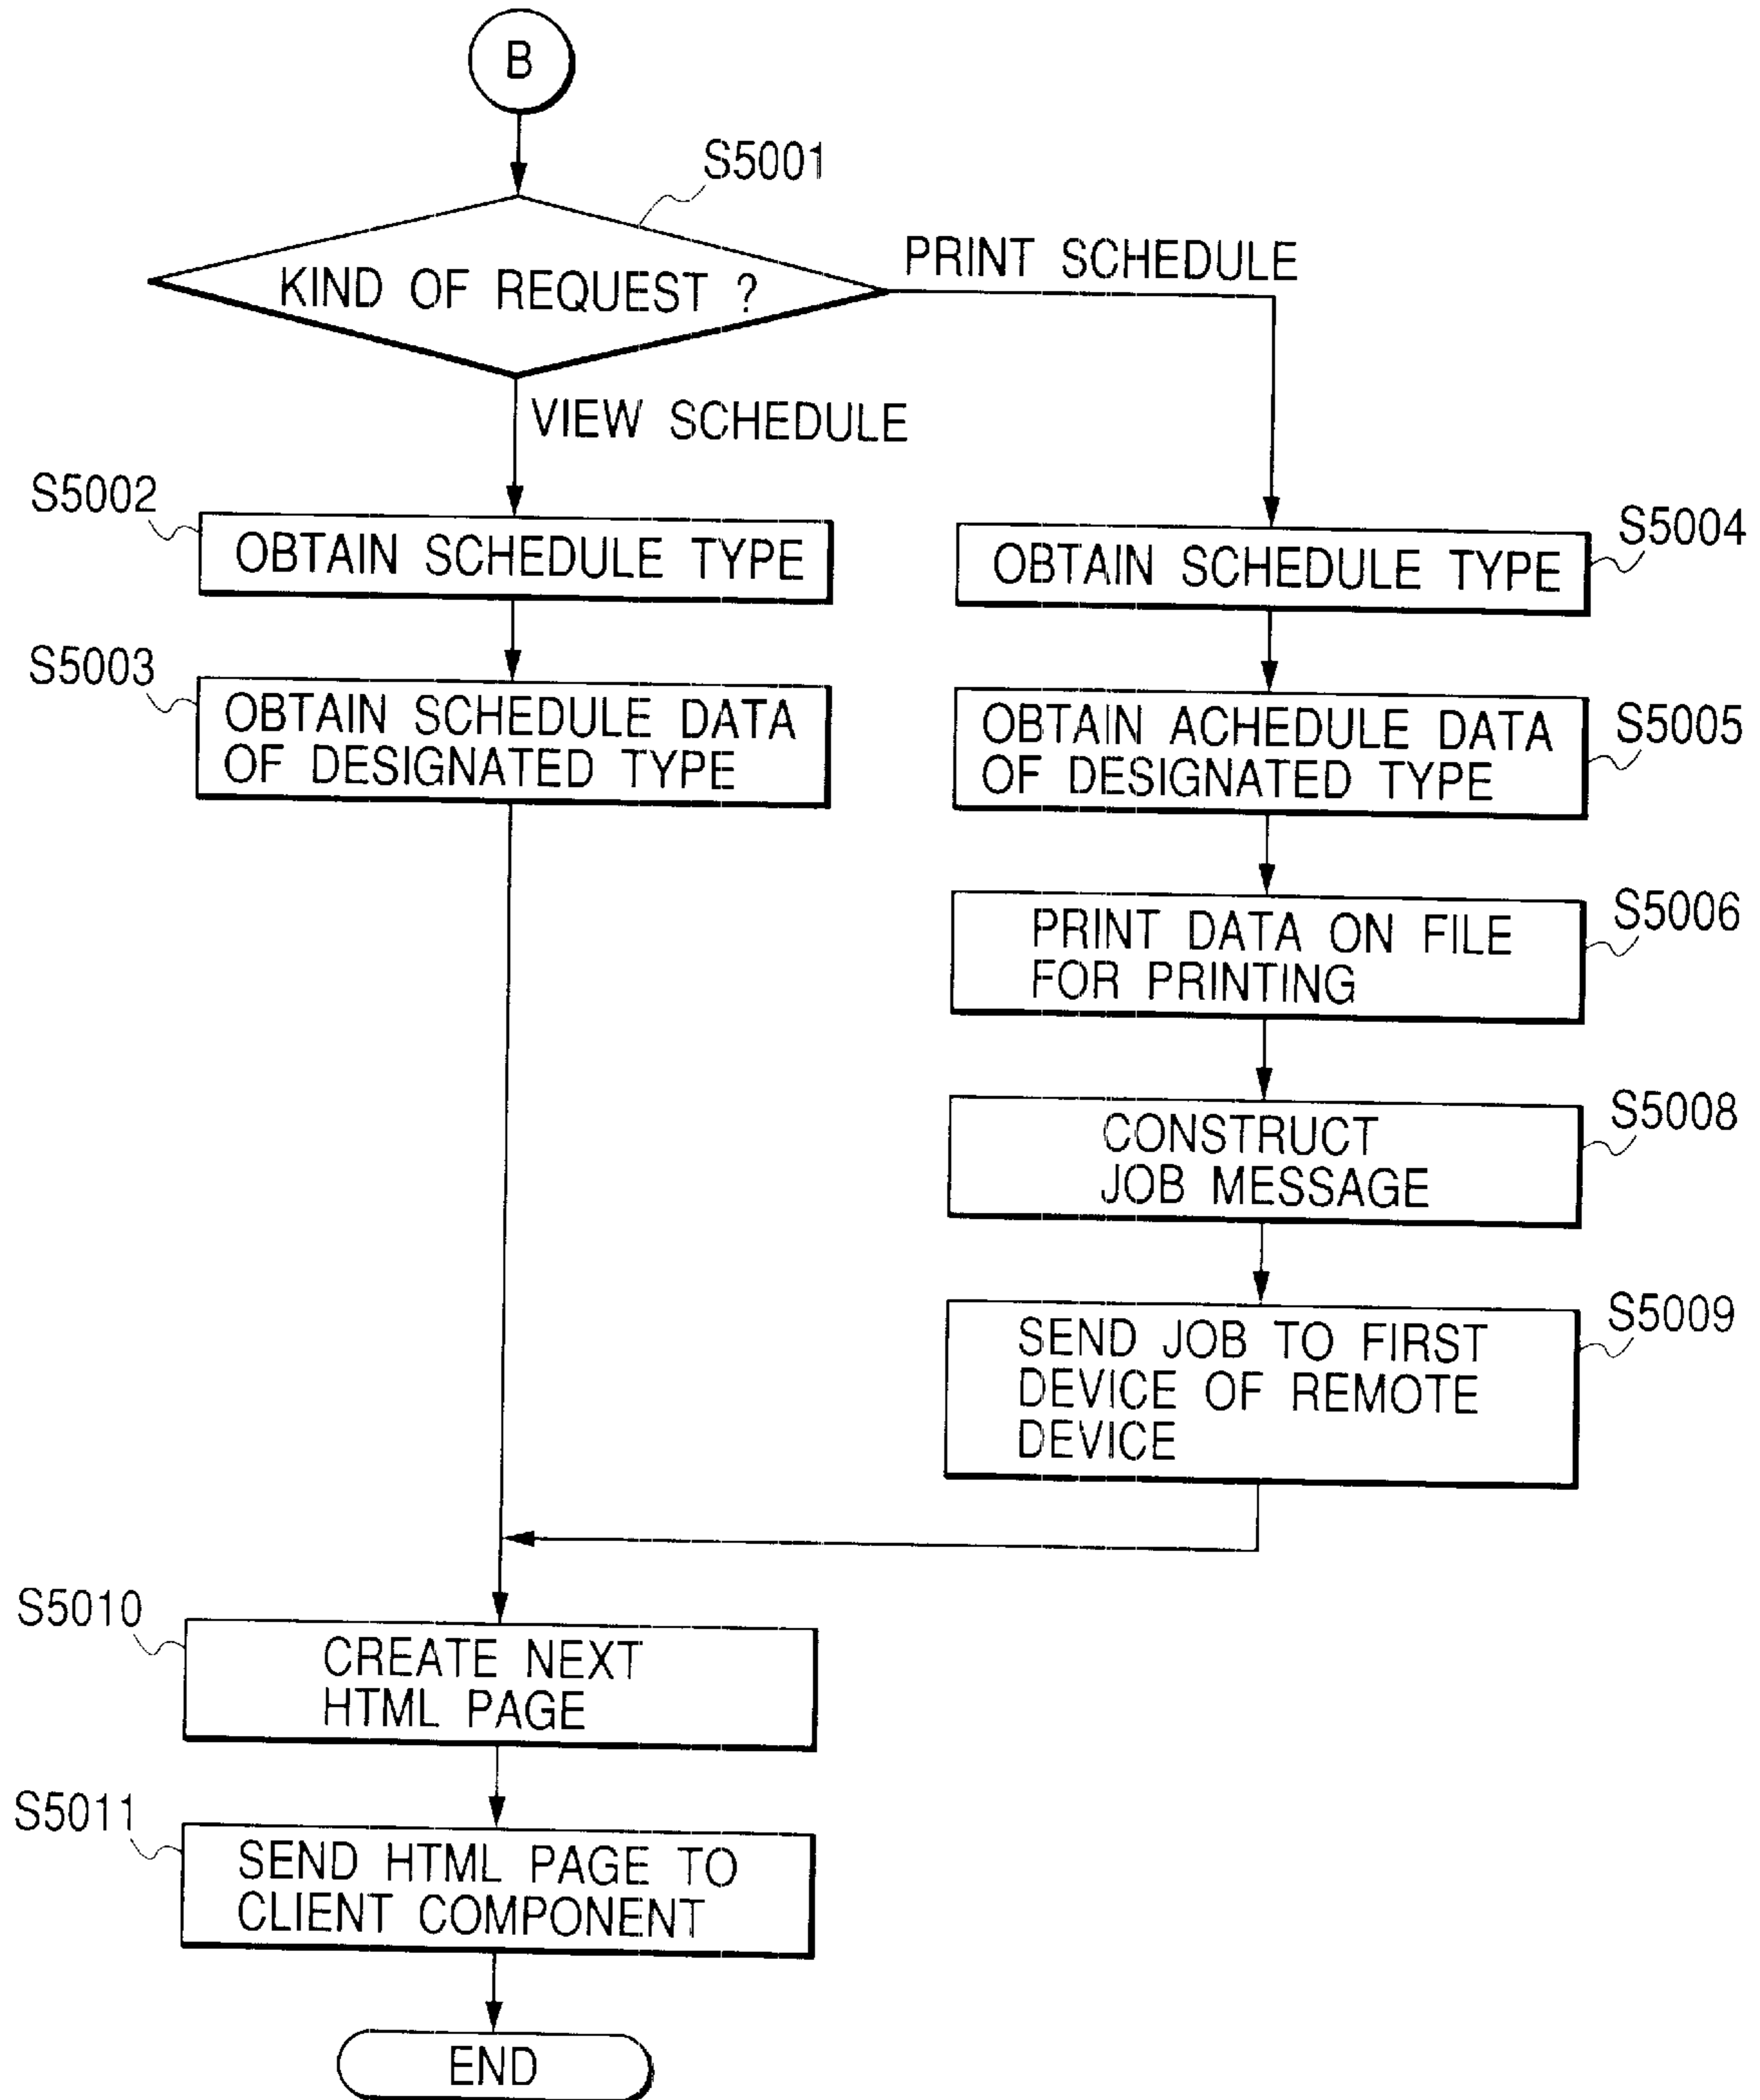 B
S5001
KIND OF REQUEST ?
PRINT SCHEDULE
VIEW SCHEDULE
S5002
OBTAIN SCHEDULE TYPE
S5004
OBTAIN SCHEDULE TYPE
S5003
OBTAIN SCHEDULE DATA
OF DESIGNATED TYPE
S5005
OBTAIN ACHEDULE DATA
OF DESIGNATED TYPE
S5006
PRINT DATA ON FILE
FOR PRINTING
S5008
CONSTRUCT
JOB MESSAGE
S5009
SEND JOB TO FIRST
DEVICE OF REMOTE
DEVICE
S5010
CREATE NEXT
HTML PAGE
S5011
SEND HTML PAGE TO
CLIENT COMPONENT
END